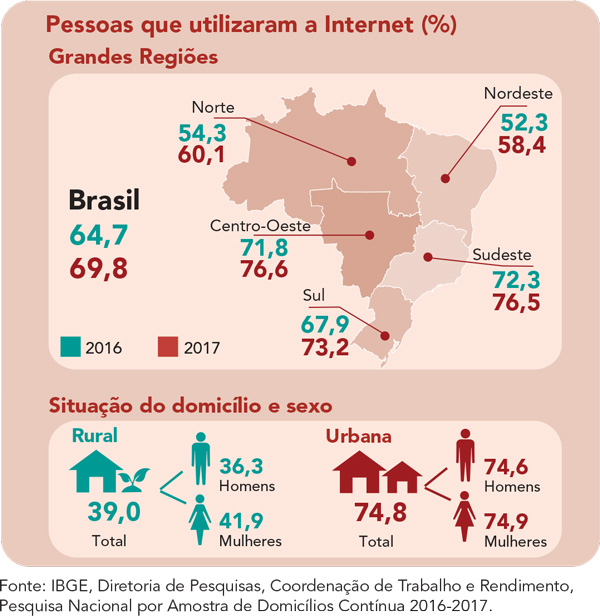 Pessoas que utilizaram a Internet (%)
Grandes Regiões
Norte
54,3
60,1
Nordeste
52,3
58,4
Brasil
64,7
69,8
Centro-Oeste
71,8
76,6
Sudeste
72,3
76,5
Sul
67,9
73,2
2016
2017
Situação do domicílio e sexo
Rural
39,0
Total
36,3
Homens
41,9
Mulheres
Urbana
74,8
Total
74,6
Homens
74,9
Mulheres
Fonte: IBGE, Diretoria de Pesquisas, Coordenação de Trabalho e Rendimento,
Pesquisa Nacional por Amostra de Domicílios Contínua 2016-2017.